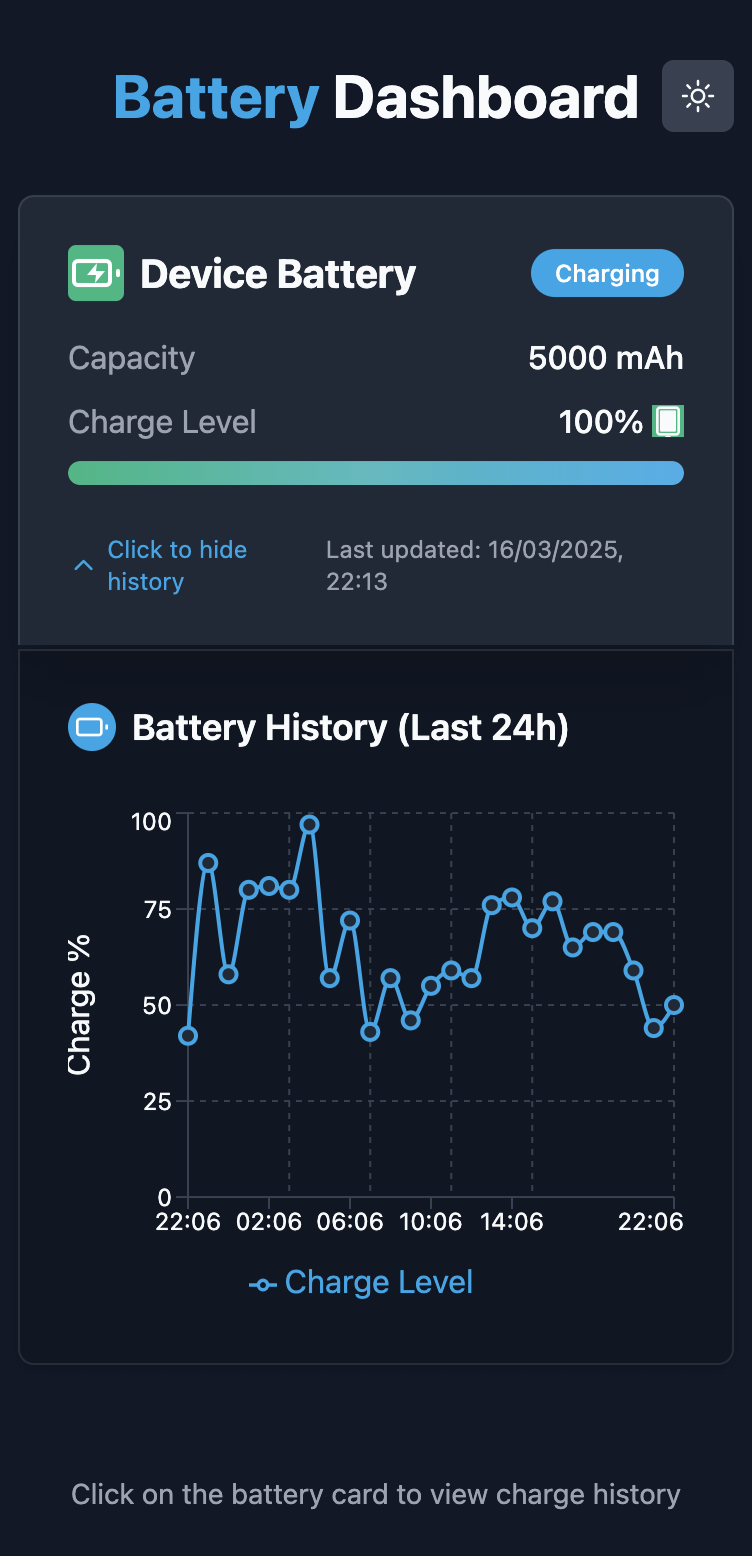 Battery Dashboard
Device Battery
Charging
Capacity
5000 mAh
Charge Level
100%
Click to hide
history
Last updated: 16/03/2025,
22:13
Battery History (Last 24h)
Charge %
100
75
50
25
0
22:06 02:06 06:06 10:06 14:06 22:06
Charge Level
Click on the battery card to view charge history